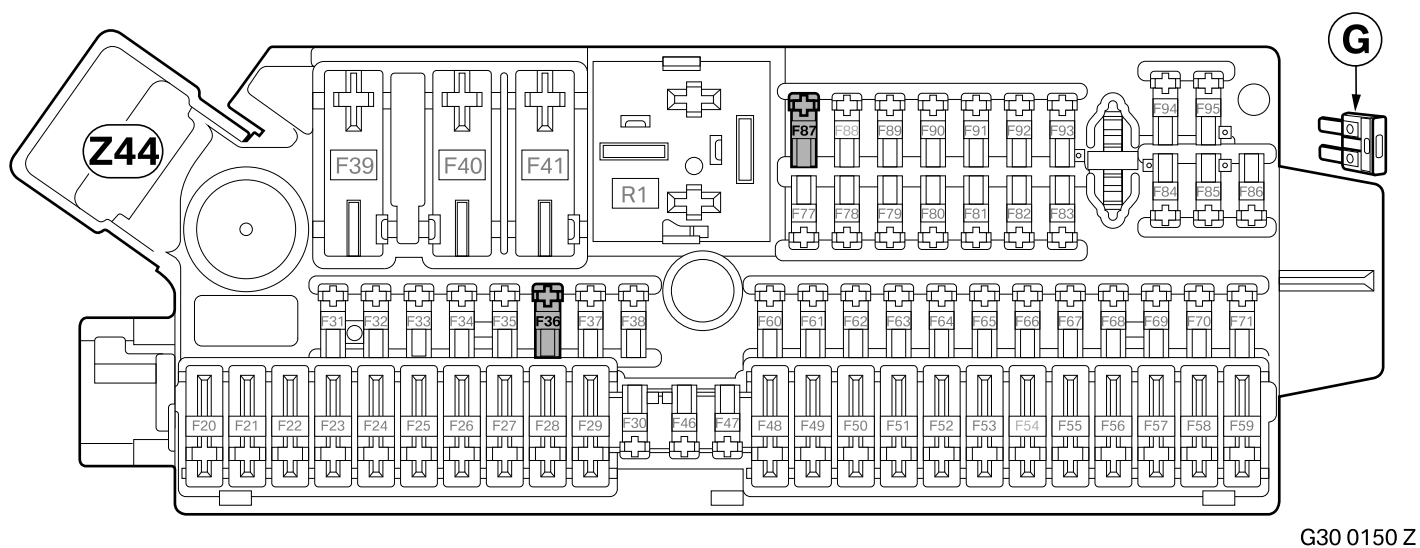 G
Z44
F39 F40 F41 R1
F94 F95
F87 F88 F89 F90 F91 F92 F93
F84 F85 F86
F77 F78 F79 F80 F81 F82 F83
F31 F32 F33 F34 F35 F36 F37 F38 F60 F61 F62 F63 F64 F65 F66 F67 F68 F69 F70 F71
F20 F21 F22 F23 F24 F25 F26 F27 F28 F29 F30 F46 F47 F48 F49 F50 F51 F52 F53 F54 F55 F56 F57 F58 F59
G30 0150 Z